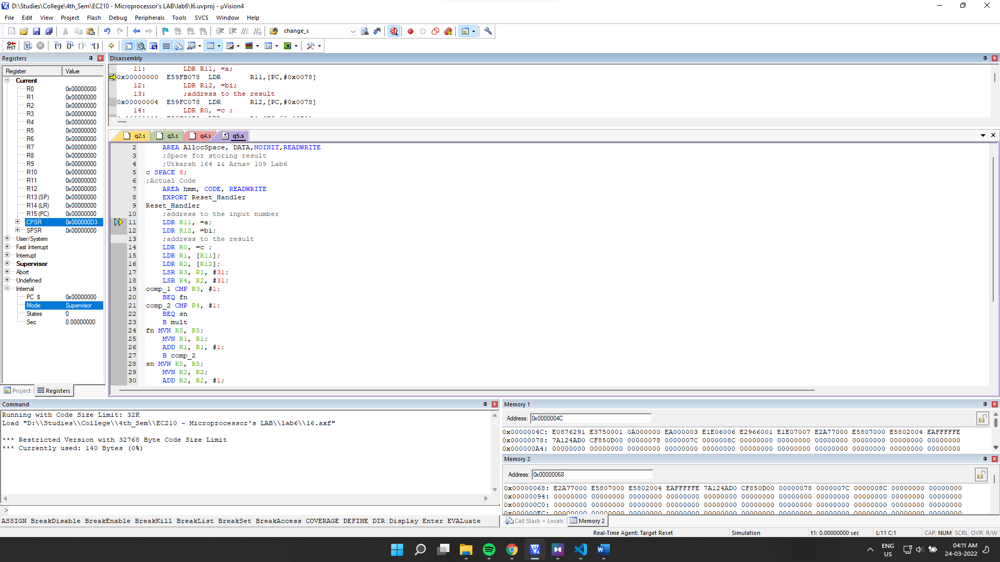 D:\Studies\College\4th_Sem\EC210 - Microprocessor's LAB\lab6\l6.uvproj - µVision4
File Edit View Project Flash Debug Peripherals Tools SVCS Window Help
change_s
RST
Registers
Register Value
Current
R0 0x00000000
R1 0x00000000
R2 0x00000000
R3 0x00000000
R4 0x00000000
R5 0x00000000
R6 0x00000000
R7 0x00000000
R8 0x00000000
R9 0x00000000
R10 0x00000000
R11 0x00000000
R12 0x00000000
R13 (SP) 0x00000000
R14 (LR) 0x00000000
R15 (PC) 0x00000000
CPSR 0x000000D3
SPSR 0x00000000
User/System
Fast Interrupt
Interrupt
Supervisor
Abort
Undefined
Internal
PC $ 0x00000000
Mode Supervisor
States 0
Sec 0.00000000
Project Registers
Disassembly
11: LDR R11, =a;
0x00000000 E59FB078 LDR R11,[PC,#0x0078]
12: LDR R12, =bi;
13: ;address to the result
0x00000004 E59FC078 LDR R12,[PC,#0x0078]
14: LDR R0, =c ;
q2.s q3.s q4.s q5.s
2 AREA AllocSpace, DATA,NOINIT,READWRITE
3 ;Space for storing result
4 ;Utkarsh 164 && Arnav 109 Lab6
5 c SPACE 8;
6 ;Actual Code
7 AREA hmm, CODE, READWRITE
8 EXPORT Reset_Handler
9 Reset_Handler
10 ;address to the input number
11 LDR R11, =a;
12 LDR R12, =bi;
13 ;address to the result
14 LDR R0, =c ;
15 LDR R1, [R11];
16 LDR R2, [R12];
17 LSR R3, R1, #31;
18 LSR R4, R2, #31;
19 comp_1 CMP R3, #1;
20 BEQ fn
21 comp_2 CMP R4, #1;
22 BEQ sn
23 B mult
24 fn MVN R5, R5;
25 MVN R1, R1;
26 ADD R1, R1, #1;
27 B comp_2
28 sn MVN R5, R5;
29 MVN R2, R2;
30 ADD R2, R2, #1;
Command
Running with Code Size Limit: 32K
Load "D:\\Studies\\College\\4th_Sem\\EC210 - Microprocessor's LAB\\lab6\\l6.axf"
*** Restricted Version with 32768 Byte Code Size Limit
*** Currently used: 140 Bytes (0%)
>
ASSIGN BreakDisable BreakEnable BreakKill BreakList BreakSet BreakAccess COVERAGE DEFINE DIR Display Enter EVALuate
Memory 1
Address: 0x0000004C
0x0000004C: E0876291 E3750001 0A000000 EA000003 E1E06006 E2966001 E1E07007 E2A77000 E5807000 E5802004 EAFFFFFE
0x00000078: 7A124AD0 CF850D00 00000078 0000007C 0000008C 00000000 00000000 00000000 00000000 00000000 00000000
0x000000A4: 00000000 00000000 00000000 00000000 00000000 00000000 00000000 00000000 00000000 00000000 00000000
Memory 2
Address: 0x00000068
0x00000068: E2A77000 E5807000 E5802004 EAFFFFFE 7A124AD0 CF850D00 00000078 0000007C 0000008C 00000000 00000000
0x00000094: 00000000 00000000 00000000 00000000 00000000 00000000 00000000 00000000 00000000 00000000 00000000
0x000000C0: 00000000 00000000 00000000 00000000 00000000 00000000 00000000 00000000 00000000 00000000 00000000
0x000000EC: 00000000 00000000 00000000 00000000 00000000 00000000 00000000 00000000 00000000 00000000 00000000
Call Stack + Locals Memory 2
Real-Time Agent: Target Reset Simulation t1: 0.00000000 sec L:11 C:1 CAP NUM SCRL OVR R/W
ENG
US
04:11 AM
24-03-2022